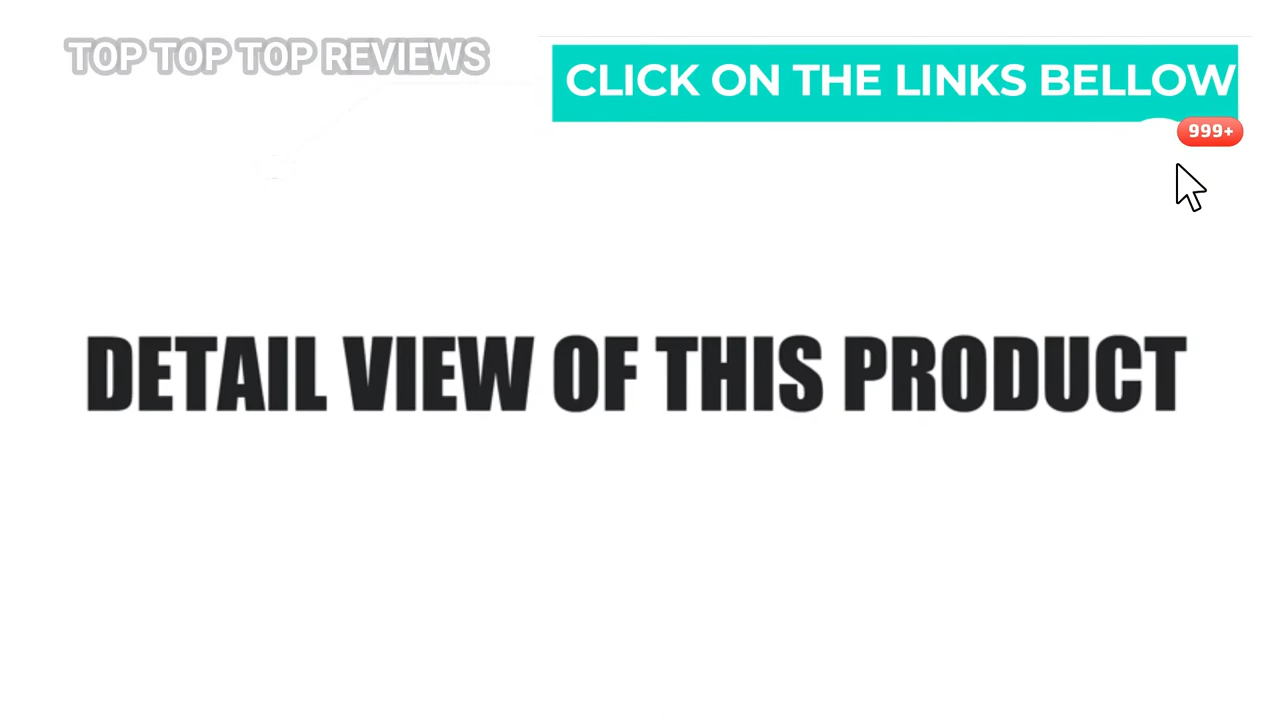 TOP TOP TOP REVIEWS
CLICK ON THE LINKS BELLOW
999+
DETAIL VIEW OF THIS PRODUCT